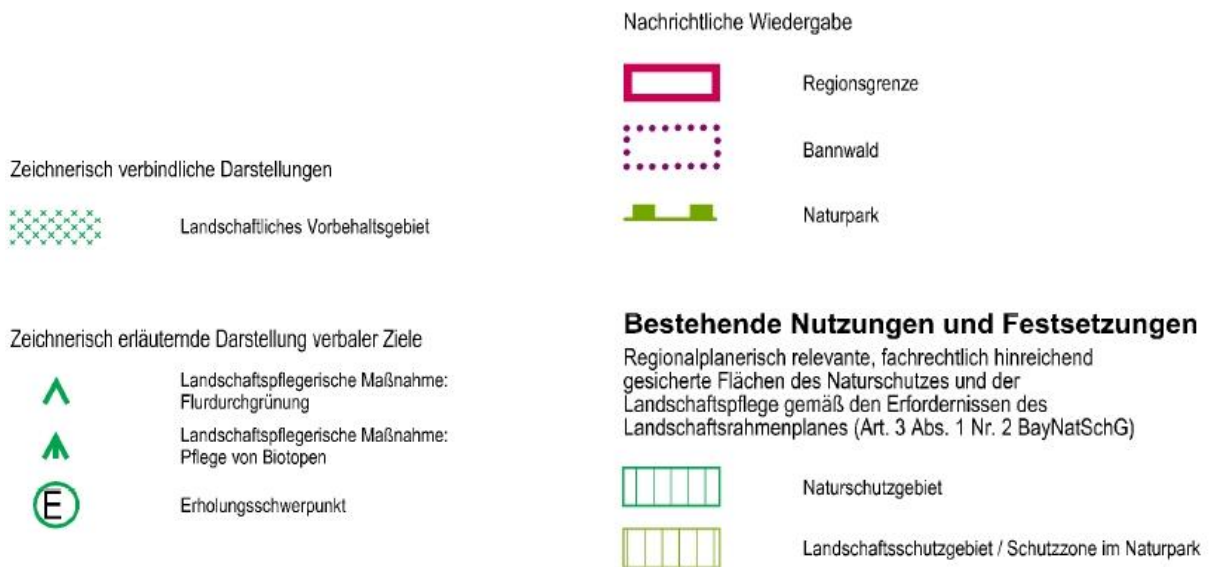 Zeichnerisch verbindliche Darstellungen
Landschaftliches Vorbehaltsgebiet
Zeichnerisch erläuternde Darstellung verbaler Ziele
Landschaftspflegerische Maßnahme:
Flurdurchgrünung
Landschaftspflegerische Maßnahme:
Pflege von Biotopen
E
Erholungsschwerpunkt
Nachrichtliche Wiedergabe
Regionsgrenze
Bannwald
Naturpark
Bestehende Nutzungen und Festsetzungen
Regionalplanerisch relevante, fachrechtlich hinreichend
gesicherte Flächen des Naturschutzes und der
Landschaftspflege gemäß den Erfordernissen des
Landschaftsrahmenplanes (Art. 3 Abs. 1 Nr. 2 BayNatSchG)
Naturschutzgebiet
Landschaftsschutzgebiet / Schutzzone im Naturpark